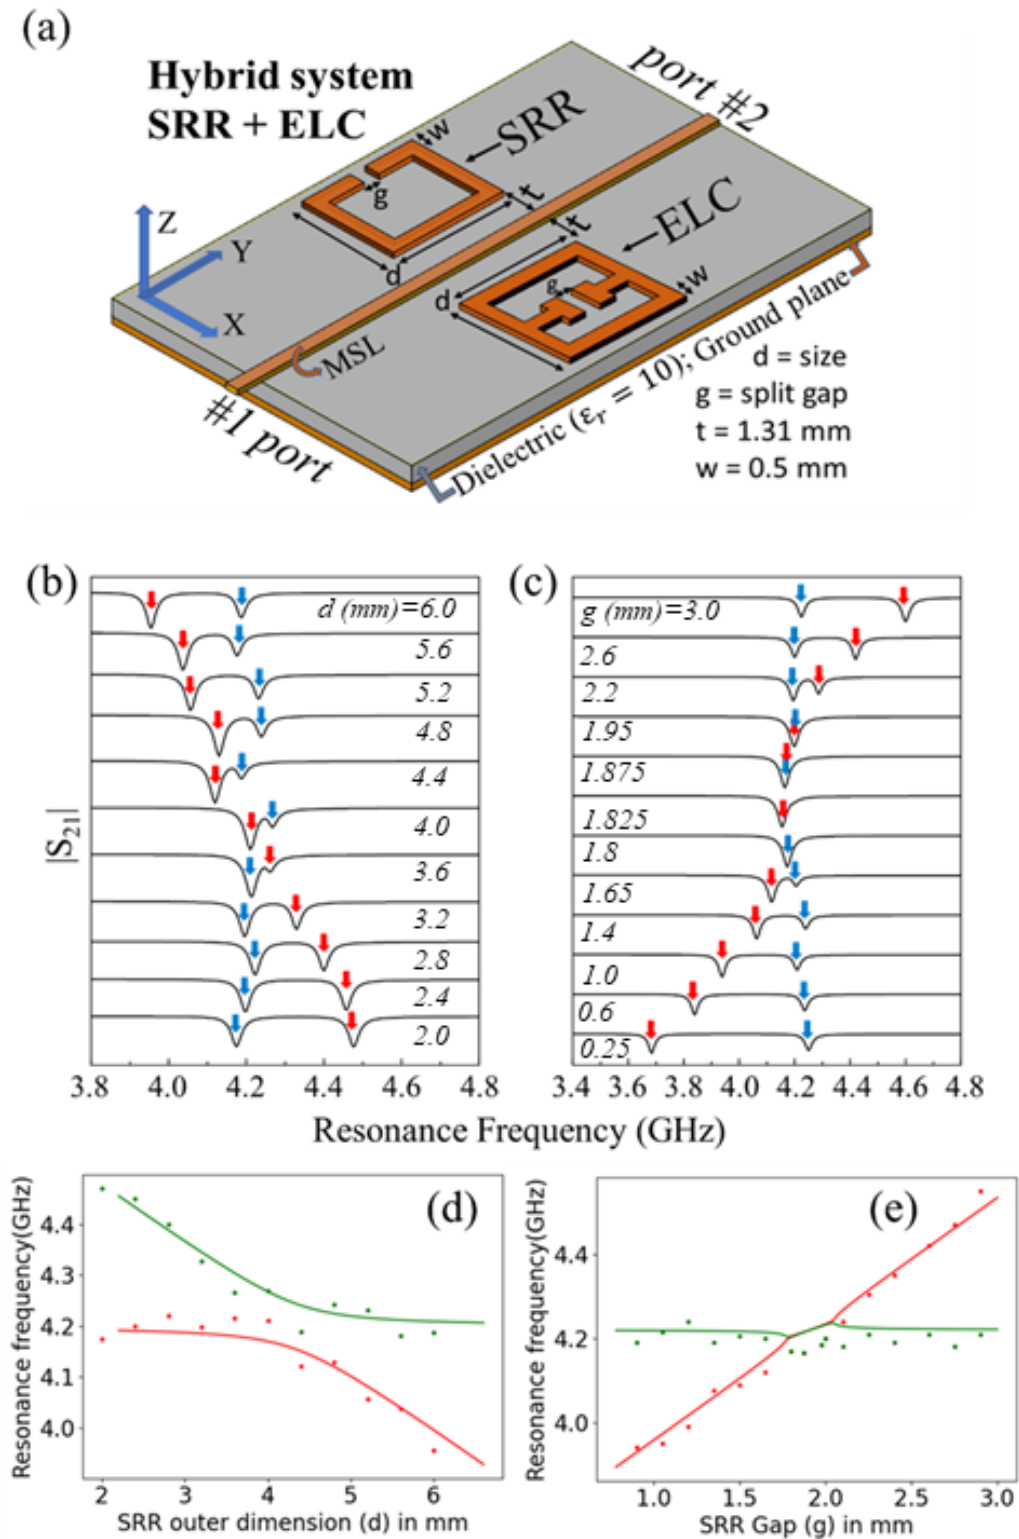 (a)
Hybrid system
SRR + ELC
port #2
SRR
w
g
t
t
d
ELC
w
g
d
Z
Y
X
MSL
#1 port
Dielectric (εᵣ = 10); Ground plane
d = size
g = split gap
t = 1.31 mm
w = 0.5 mm
(b)
d (mm)=6.0
5.6
5.2
4.8
4.4
4.0
3.6
3.2
2.8
2.4
2.0
|S₂₁|
3.8 4.0 4.2 4.4 4.6 4.8
(c)
g (mm)=3.0
2.6
2.2
1.95
1.875
1.825
1.8
1.65
1.4
1.0
0.6
0.25
3.4 3.6 3.8 4.0 4.2 4.4 4.6 4.8
Resonance Frequency (GHz)
(d)
Resonance frequency(GHz)
4.4
4.3
4.2
4.1
4.0
2 3 4 5 6
SRR outer dimension (d) in mm
(e)
Resonance frequency(GHz)
4.4
4.2
4.0
1.0 1.5 2.0 2.5 3.0
SRR Gap (g) in mm